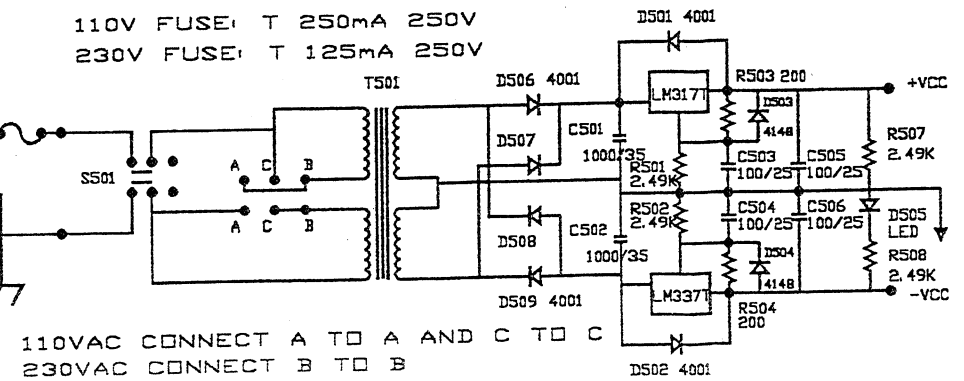 110V FUSE: T 250mA 250V
230V FUSE: T 125mA 250V
D501 4001
T501
D506 4001
LM317T
R503 200
+VCC
D503
4148
D507
C501
1000/35
R501
2.49K
C503
100/25
C505
100/25
R507
2.49K
S501
A C B
A C B
D508
C502
1000/35
R502
2.49K
C504
100/25
C506
100/25
D505
LED
D504
4148
R508
2.49K
D509 4001
LM337T
R504
200
-VCC
110VAC CONNECT A TO A AND C TO C
230VAC CONNECT B TO B
D502 4001